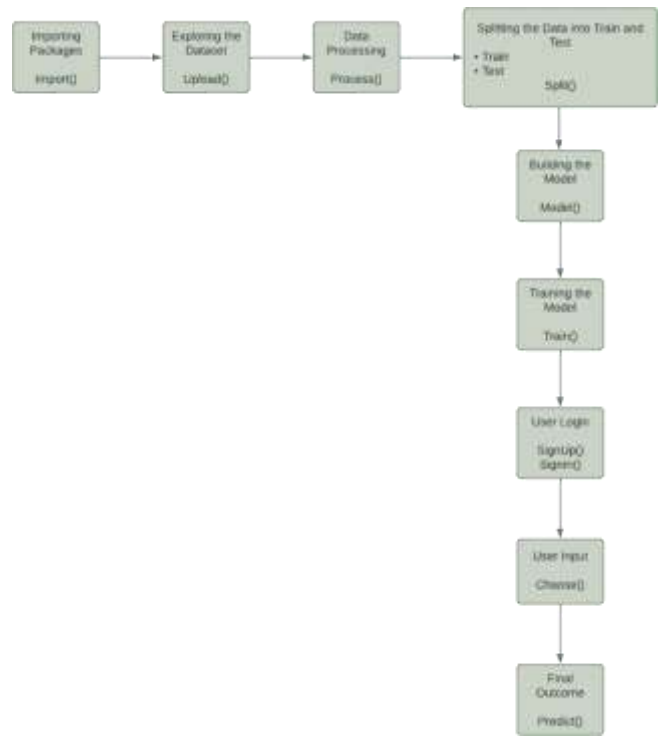 Importing
Packages
Import()
Exploring the
Dataset
Upload()
Data
Processing
Process()
Splitting the Data into Train and
Test
• Train
• Test
Split()
Building the
Model
Model()
Training the
Model
Train()
User Login
SignUp()
SignIn()
User Input
Choose()
Final
Outcome
Predict()